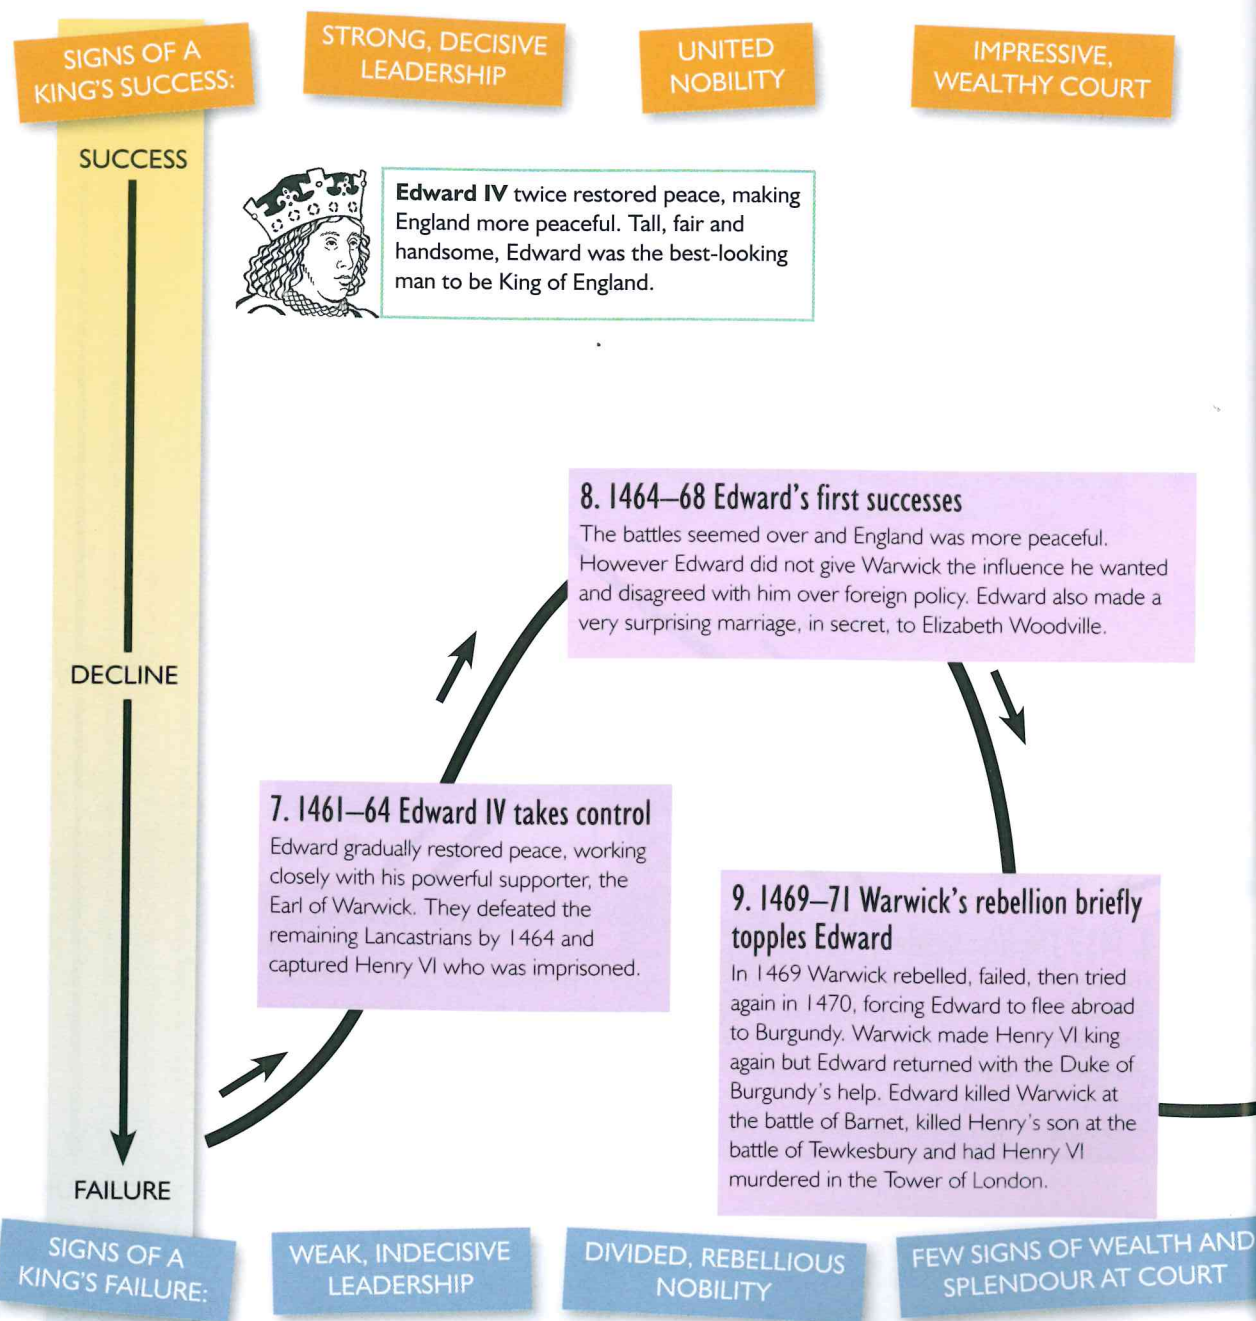 SIGNS OF A
KING'S SUCCESS:
STRONG, DECISIVE
LEADERSHIP
UNITED
NOBILITY
IMPRESSIVE,
WEALTHY COURT
SUCCESS
Edward IV twice restored peace, making
England more peaceful. Tall, fair and
handsome, Edward was the best-looking
man to be King of England.
8. 1464–68 Edward's first successes
The battles seemed over and England was more peaceful.
However Edward did not give Warwick the influence he wanted
and disagreed with him over foreign policy. Edward also made a
very surprising marriage, in secret, to Elizabeth Woodville.
DECLINE
7. 1461–64 Edward IV takes control
Edward gradually restored peace, working
closely with his powerful supporter, the
Earl of Warwick. They defeated the
remaining Lancastrians by 1464 and
captured Henry VI who was imprisoned.
9. 1469–71 Warwick's rebellion briefly
topples Edward
In 1469 Warwick rebelled, failed, then tried
again in 1470, forcing Edward to flee abroad
to Burgundy. Warwick made Henry VI king
again but Edward returned with the Duke of
Burgundy's help. Edward killed Warwick at
the battle of Barnet, killed Henry's son at the
battle of Tewkesbury and had Henry VI
murdered in the Tower of London.
FAILURE
SIGNS OF A
KING'S FAILURE:
WEAK, INDECISIVE
LEADERSHIP
DIVIDED, REBELLIOUS
NOBILITY
FEW SIGNS OF WEALTH AND
SPLENDOUR AT COURT